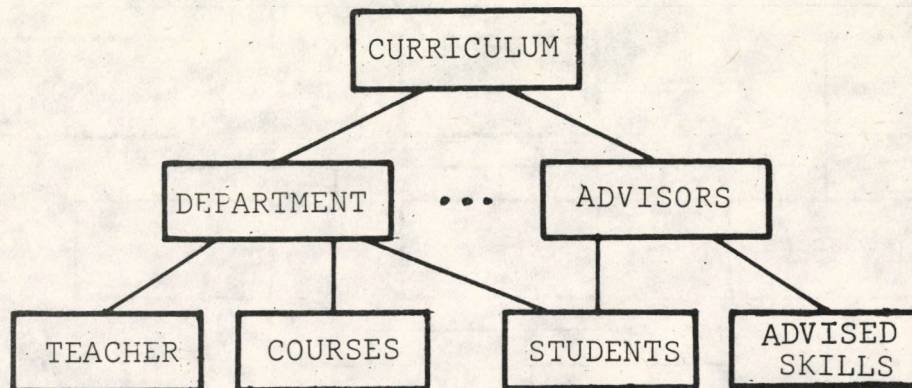 CURRICULUM
DEPARTMENT ... ADVISORS
TEACHER COURSES STUDENTS ADVISED
SKILLS